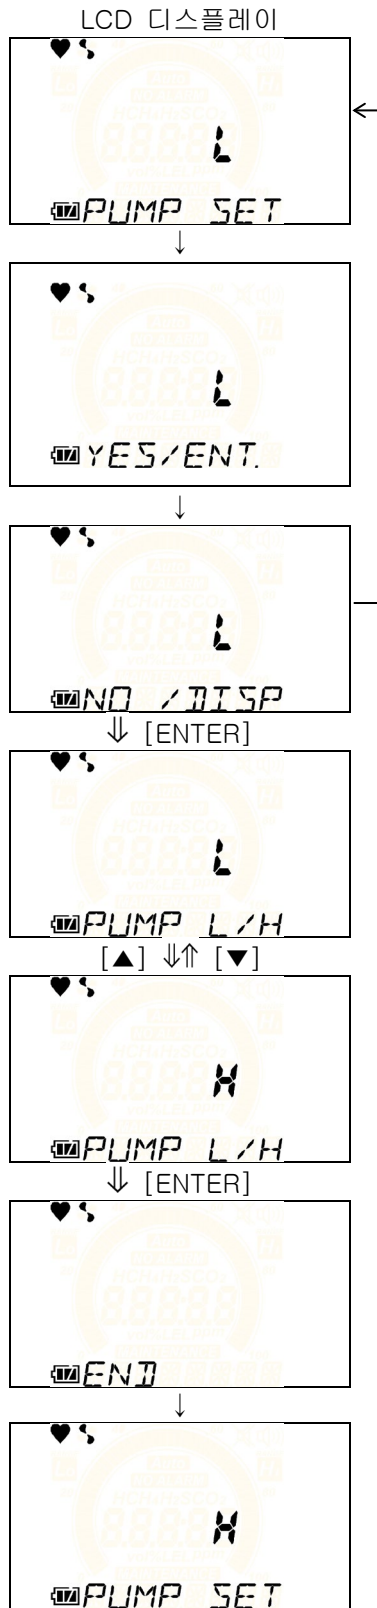 LCD 디스플레이
L
PUMP SET
↓
L
YES/ENT.
↓
L
NO /DISP
⇓ [ENTER]
L
PUMP L/H
[▲] ⇓⇑ [▼]
H
PUMP L/H
⇓ [ENTER]
END
↓
H
PUMP SET